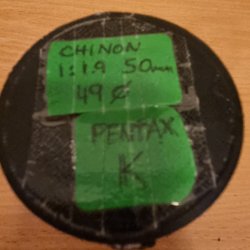 CHINON
1:1.9 50mm
49 Ø
PENTAX
K